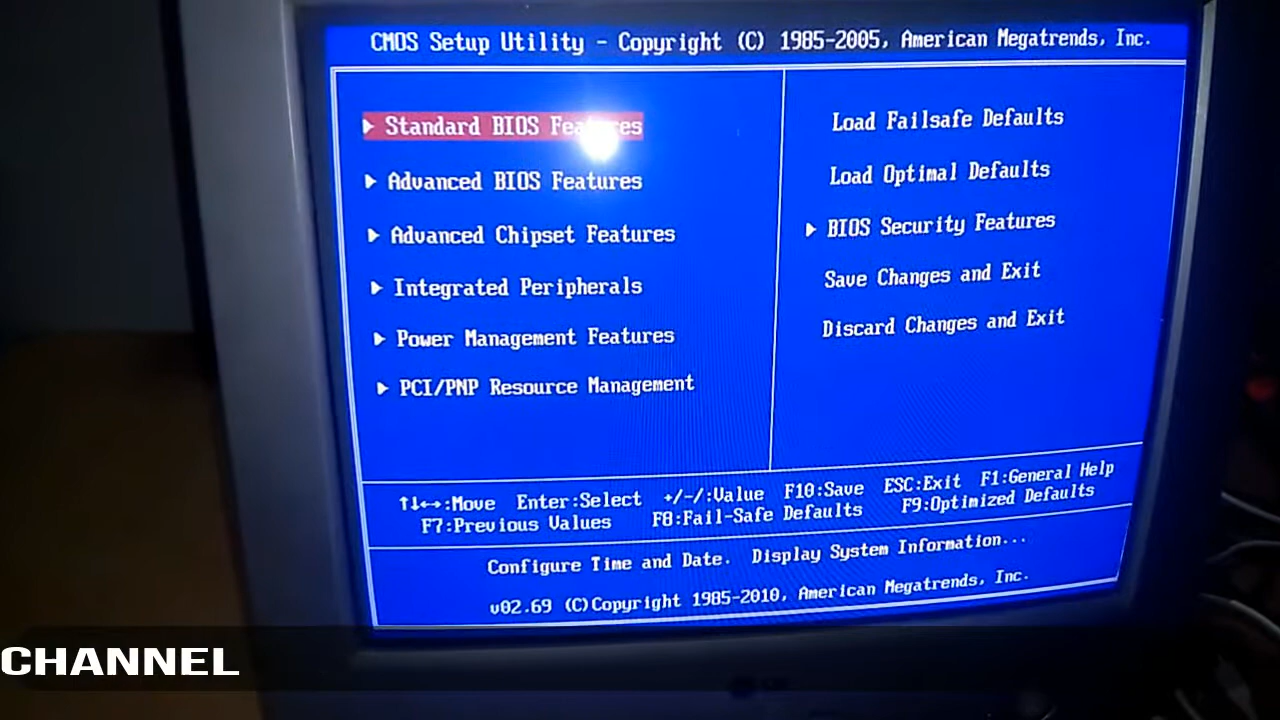 CMOS Setup Utility - Copyright (C) 1985-2005, American Megatrends, Inc.
Standard BIOS Features
Advanced BIOS Features
Advanced Chipset Features
Integrated Peripherals
Power Management Features
PCI/PNP Resource Management
Load Failsafe Defaults
Load Optimal Defaults
BIOS Security Features
Save Changes and Exit
Discard Changes and Exit
↑↓←→:Move Enter:Select +/-/:Value F10:Save ESC:Exit F1:General Help
F7:Previous Values F8:Fail-Safe Defaults F9:Optimized Defaults
Configure Time and Date. Display System Information...
v02.69 (C)Copyright 1985-2010, American Megatrends, Inc.
CHANNEL